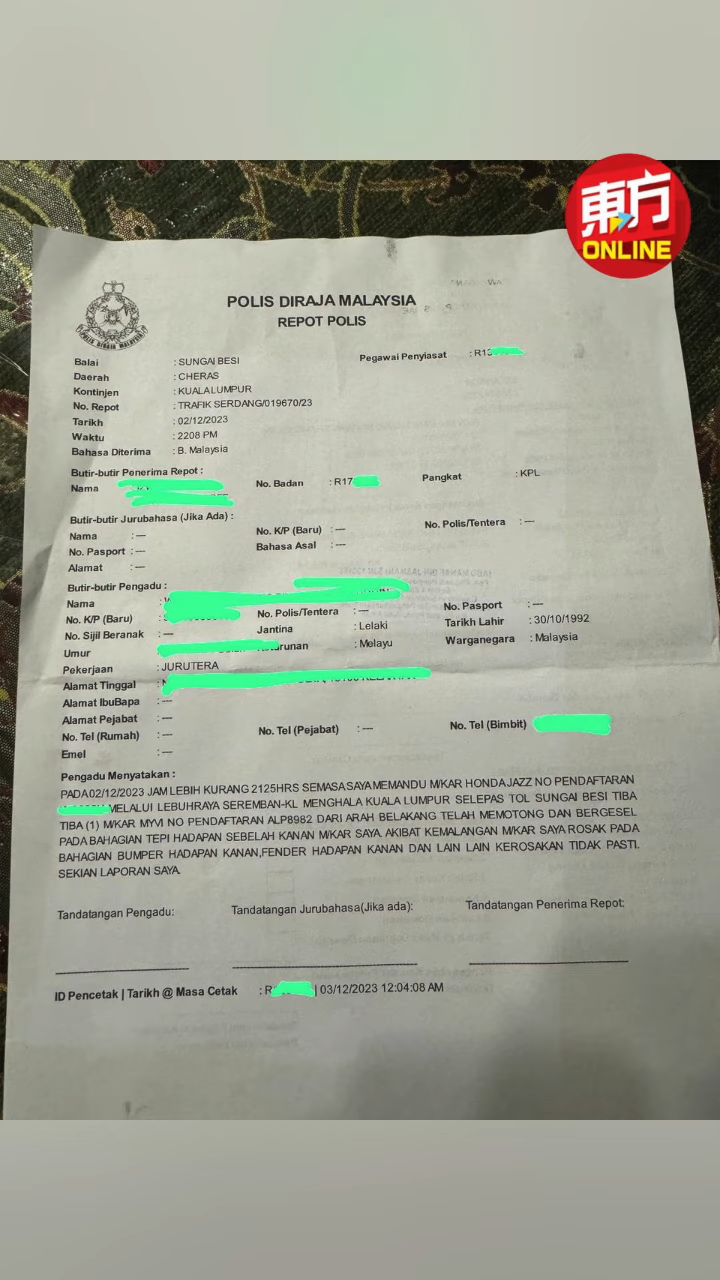 東方
ONLINE
POLIS DIRAJA MALAYSIA
POLIS DIRAJA MALAYSIA
REPOT POLIS
Balai : SUNGAI BESI Pegawai Penyiasat : R13
Daerah : CHERAS
Kontinjen : KUALA LUMPUR
No. Repot : TRAFIK SERDANG/019670/23
Tarikh : 02/12/2023
Waktu : 2208 PM
Bahasa Diterima : B. Malaysia
Butir-butir Penerima Repot :
Nama No. Badan : R17 Pangkat : KPL
Butir-butir Jurubahasa (Jika Ada) :
Nama : --- No. K/P (Baru) : --- No. Polis/Tentera : ---
No. Pasport : --- Bahasa Asal : ---
Alamat : ---
Butir-butir Pengadu :
Nama : No. Pasport : ---
No. K/P (Baru) : No. Polis/Tentera : --- Tarikh Lahir : 30/10/1992
No. Sijil Beranak : --- Jantina : Lelaki Warganegara : Malaysia
Umur : Keturunan : Melayu
Pekerjaan : JURUTERA
Alamat Tinggal :
Alamat IbuBapa : ---
Alamat Pejabat : ---
No. Tel (Rumah) : --- No. Tel (Pejabat) : --- No. Tel (Bimbit)
Emel : ---
Pengadu Menyatakan :
PADA 02/12/2023 JAM LEBIH KURANG 2125HRS SEMASA SAYA MEMANDU M/KAR HONDA JAZZ NO PENDAFTARAN
MELALUI LEBUHRAYA SEREMBAN-KL MENGHALA KUALA LUMPUR SELEPAS TOL SUNGAI BESI TIBA
TIBA (1) M/KAR MYVI NO PENDAFTARAN ALP8982 DARI ARAH BELAKANG TELAH MEMOTONG DAN BERGESEL
PADA BAHAGIAN TEPI HADAPAN SEBELAH KANAN M/KAR SAYA. AKIBAT KEMALANGAN M/KAR SAYA ROSAK PADA
BAHAGIAN BUMPER HADAPAN KANAN,FENDER HADAPAN KANAN DAN LAIN LAIN KEROSAKAN TIDAK PASTI.
SEKIAN LAPORAN SAYA.
Tandatangan Pengadu: Tandatangan Jurubahasa(Jika ada): Tandatangan Penerima Repot:
ID Pencetak | Tarikh @ Masa Cetak : R | 03/12/2023 12:04:08 AM